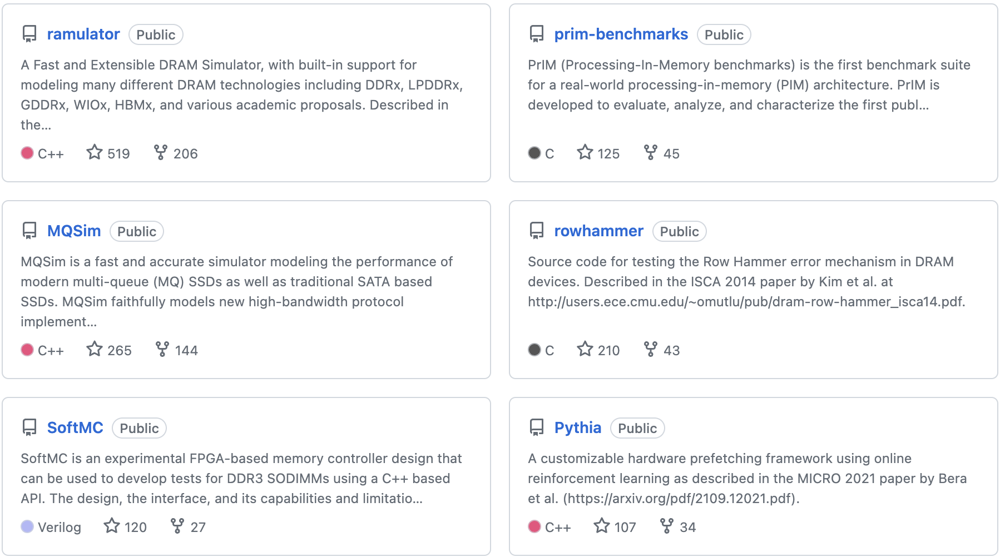 ramulator Public
A Fast and Extensible DRAM Simulator, with built-in support for
modeling many different DRAM technologies including DDRx, LPDDRx,
GDDRx, WIOx, HBMx, and various academic proposals. Described in
the...
C++ 519 206
prim-benchmarks Public
PrIM (Processing-In-Memory benchmarks) is the first benchmark suite
for a real-world processing-in-memory (PIM) architecture. PrIM is
developed to evaluate, analyze, and characterize the first publ...
C 125 45
MQSim Public
MQSim is a fast and accurate simulator modeling the performance of
modern multi-queue (MQ) SSDs as well as traditional SATA based
SSDs. MQSim faithfully models new high-bandwidth protocol
implement...
C++ 265 144
rowhammer Public
Source code for testing the Row Hammer error mechanism in DRAM
devices. Described in the ISCA 2014 paper by Kim et al. at
http://users.ece.cmu.edu/~omutlu/pub/dram-row-hammer_isca14.pdf.
C 210 43
SoftMC Public
SoftMC is an experimental FPGA-based memory controller design that
can be used to develop tests for DDR3 SODIMMs using a C++ based
API. The design, the interface, and its capabilities and limitatio...
Verilog 120 27
Pythia Public
A customizable hardware prefetching framework using online
reinforcement learning as described in the MICRO 2021 paper by Bera
et al. (https://arxiv.org/pdf/2109.12021.pdf).
C++ 107 34